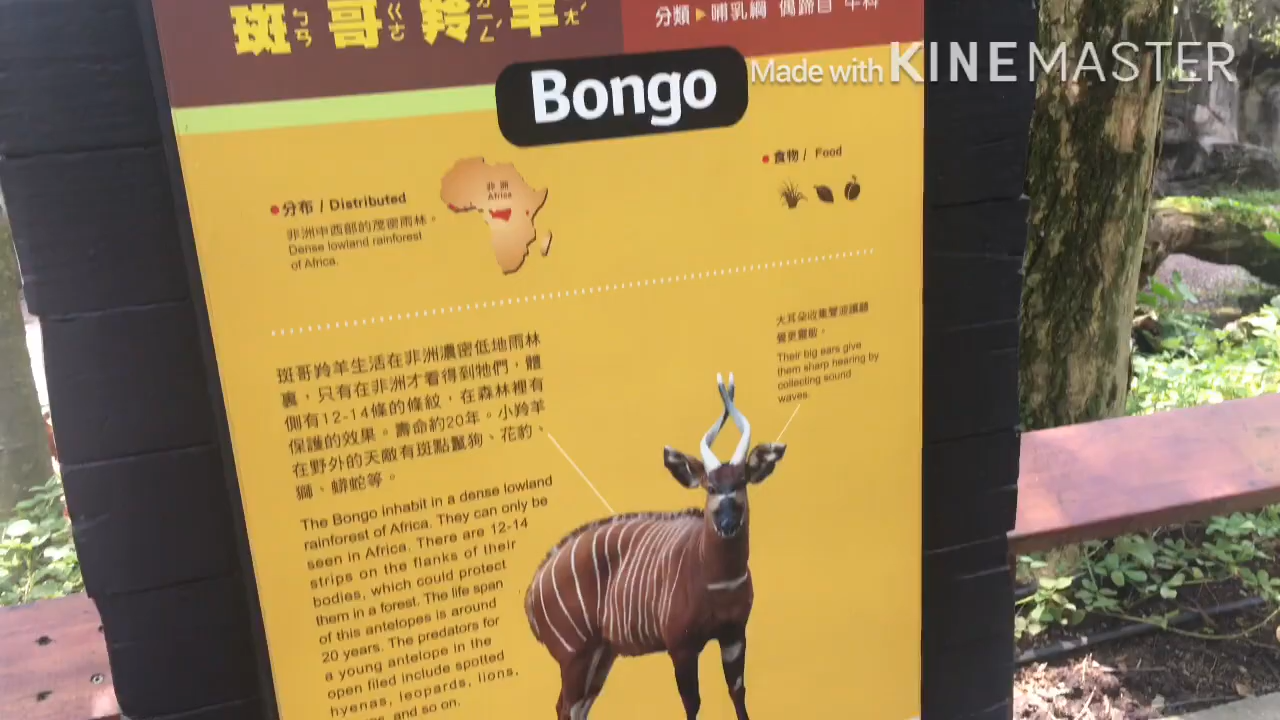 斑哥羚羊
ㄅㄢ ㄍㄜ ㄌㄧㄥˊ ㄧㄤˊ
分類 ▶ 哺乳綱 偶蹄目 牛科
Bongo
Made with KINEMASTER
分布 / Distributed
非洲中西部的茂密雨林。
Dense lowland rainforest
of Africa.
非洲
Africa
食物 / Food
斑哥羚羊生活在非洲濃密低地雨林
裏，只有在非洲才看得到牠們，體
側有12-14條的條紋，在森林裡有
保護的效果。壽命約20年。小羚羊
在野外的天敵有斑點鬣狗、花豹、
獅、蟒蛇等。
大耳朵收集聲波讓聽
覺更靈敏。
Their big ears give
them sharp hearing by
collecting sound
waves.
The Bongo inhabit in a dense lowland
rainforest of Africa. They can only be
seen in Africa. There are 12-14
strips on the flanks of their
bodies, which could protect
them in a forest. The life span
of this antelopes is around
20 years. The predators for
a young antelope in the
open filed include spotted
hyenas, leopards, lions,
and so on.